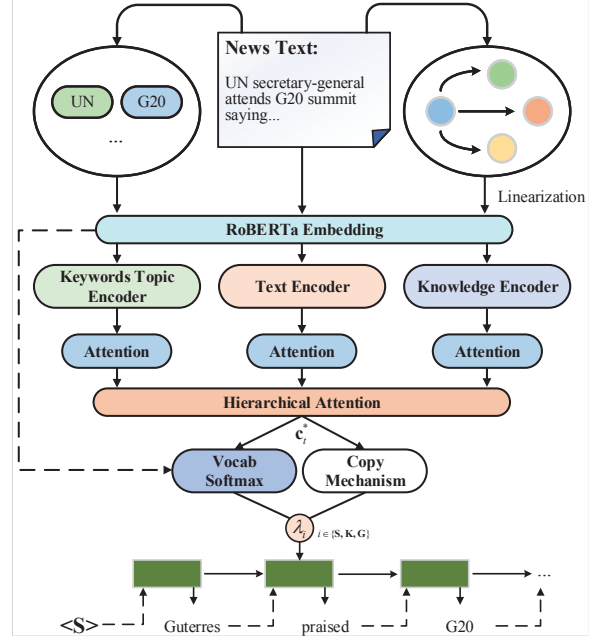 News Text:
UN secretary-general
attends G20 summit
saying...
UN
G20
...
Linearization
RoBERTa Embedding
Keywords Topic
Encoder
Text Encoder
Knowledge Encoder
Attention
Attention
Attention
Hierarchical Attention
c*t
Vocab
Softmax
Copy
Mechanism
λi
i∈{S, K, G}
...
<S>
Guterres
praised
G20